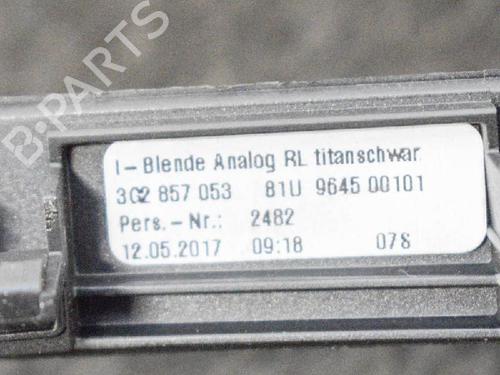 B-PARTS
I-Blende Analog RL titanschwar
3G2 857 053 81U 9645 00101
Pers.-Nr.: 2482
12.05.2017 09:18 078